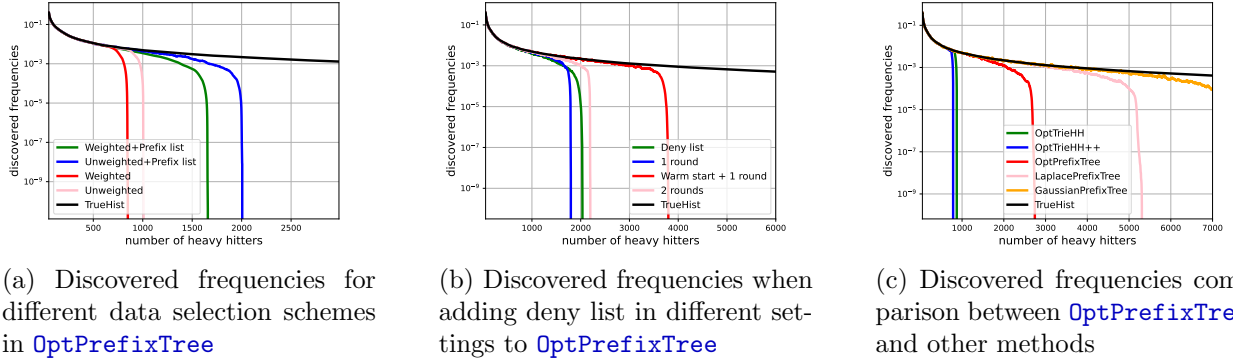 discovered frequencies
10⁻¹
10⁻³
10⁻⁵
10⁻⁷
10⁻⁹
Weighted+Prefix list
Unweighted+Prefix list
Weighted
Unweighted
TrueHist
500 1000 1500 2000 2500
number of heavy hitters
discovered frequencies
10⁻¹
10⁻³
10⁻⁵
10⁻⁷
10⁻⁹
Deny list
1 round
Warm start + 1 round
2 rounds
TrueHist
1000 2000 3000 4000 5000 6000
number of heavy hitters
discovered frequencies
10⁻¹
10⁻³
10⁻⁵
10⁻⁷
10⁻⁹
OptTrieHH
OptTrieHH++
OptPrefixTree
LaplacePrefixTree
GaussianPrefixTree
TrueHist
1000 2000 3000 4000 5000 6000 7000
number of heavy hitters
(a) Discovered frequencies for
different data selection schemes
in OptPrefixTree
(b) Discovered frequencies when
adding deny list in different set-
tings to OptPrefixTree
(c) Discovered frequencies com
parison between OptPrefixTre
and other methods